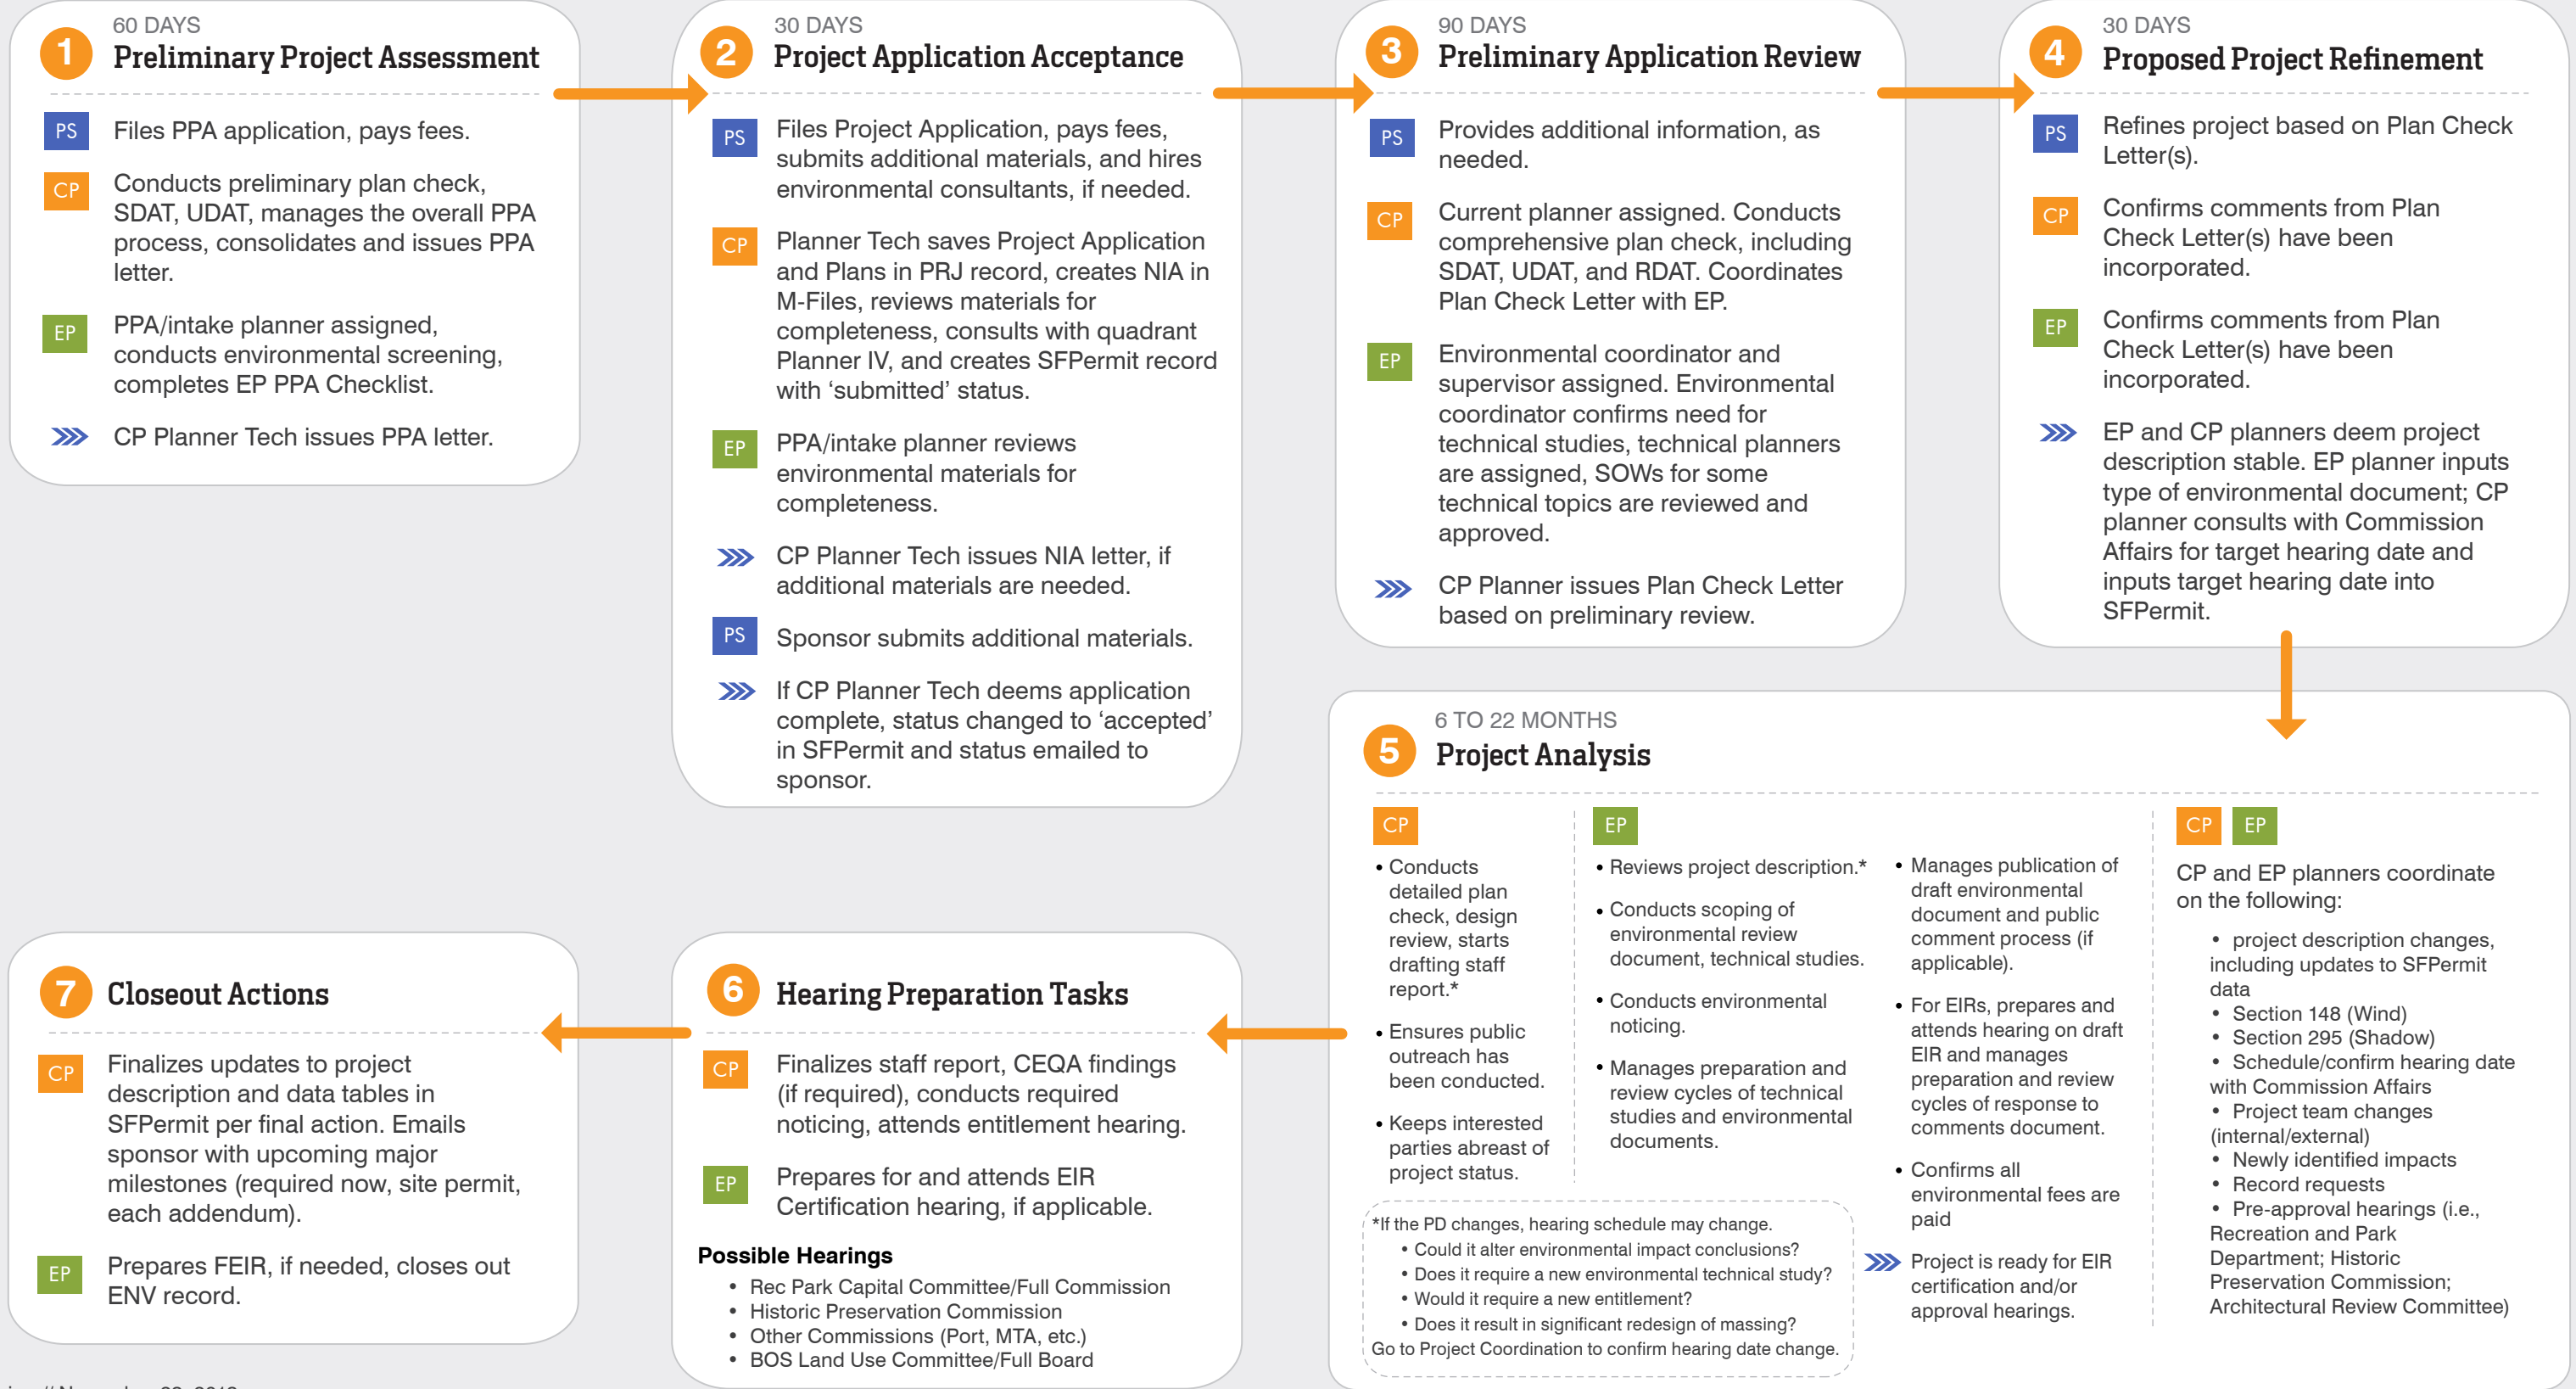 1
60 DAYS
Preliminary Project Assessment
PS
Files PPA application, pays fees.
CP
Conducts preliminary plan check,
SDAT, UDAT, manages the overall PPA
process, consolidates and issues PPA
letter.
EP
PPA/intake planner assigned,
conducts environmental screening,
completes EP PPA Checklist.
CP Planner Tech issues PPA letter.
2
30 DAYS
Project Application Acceptance
PS
Files Project Application, pays fees,
submits additional materials, and hires
environmental consultants, if needed.
CP
Planner Tech saves Project Application
and Plans in PRJ record, creates NIA in
M-Files, reviews materials for
completeness, consults with quadrant
Planner IV, and creates SFPermit record
with ‘submitted’ status.
EP
PPA/intake planner reviews
environmental materials for
completeness.
CP Planner Tech issues NIA letter, if
additional materials are needed.
PS
Sponsor submits additional materials.
If CP Planner Tech deems application
complete, status changed to ‘accepted’
in SFPermit and status emailed to
sponsor.
3
90 DAYS
Preliminary Application Review
PS
Provides additional information, as
needed.
CP
Current planner assigned. Conducts
comprehensive plan check, including
SDAT, UDAT, and RDAT. Coordinates
Plan Check Letter with EP.
EP
Environmental coordinator and
supervisor assigned. Environmental
coordinator confirms need for
technical studies, technical planners
are assigned, SOWs for some
technical topics are reviewed and
approved.
CP Planner issues Plan Check Letter
based on preliminary review.
4
30 DAYS
Proposed Project Refinement
PS
Refines project based on Plan Check
Letter(s).
CP
Confirms comments from Plan
Check Letter(s) have been
incorporated.
EP
Confirms comments from Plan
Check Letter(s) have been
incorporated.
EP and CP planners deem project
description stable. EP planner inputs
type of environmental document; CP
planner consults with Commission
Affairs for target hearing date and
inputs target hearing date into
SFPermit.
5
6 TO 22 MONTHS
Project Analysis
CP
• Conducts
detailed plan
check, design
review, starts
drafting staff
report.*
• Ensures public
outreach has
been conducted.
• Keeps interested
parties abreast of
project status.
EP
• Reviews project description.*
• Conducts scoping of
environmental review
document, technical studies.
• Conducts environmental
noticing.
• Manages preparation and
review cycles of technical
studies and environmental
documents.
• Manages publication of
draft environmental
document and public
comment process (if
applicable).
• For EIRs, prepares and
attends hearing on draft
EIR and manages
preparation and review
cycles of response to
comments document.
• Confirms all
environmental fees are
paid
Project is ready for EIR
certification and/or
approval hearings.
*If the PD changes, hearing schedule may change.
• Could it alter environmental impact conclusions?
• Does it require a new environmental technical study?
• Would it require a new entitlement?
• Does it result in significant redesign of massing?
Go to Project Coordination to confirm hearing date change.
CP EP
CP and EP planners coordinate
on the following:
• project description changes,
including updates to SFPermit
data
• Section 148 (Wind)
• Section 295 (Shadow)
• Schedule/confirm hearing date
with Commission Affairs
• Project team changes
(internal/external)
• Newly identified impacts
• Record requests
• Pre-approval hearings (i.e.,
Recreation and Park
Department; Historic
Preservation Commission;
Architectural Review Committee)
6
Hearing Preparation Tasks
CP
Finalizes staff report, CEQA findings
(if required), conducts required
noticing, attends entitlement hearing.
EP
Prepares for and attends EIR
Certification hearing, if applicable.
Possible Hearings
• Rec Park Capital Committee/Full Commission
• Historic Preservation Commission
• Other Commissions (Port, MTA, etc.)
• BOS Land Use Committee/Full Board
7
Closeout Actions
CP
Finalizes updates to project
description and data tables in
SFPermit per final action. Emails
sponsor with upcoming major
milestones (required now, site permit,
each addendum).
EP
Prepares FEIR, if needed, closes out
ENV record.